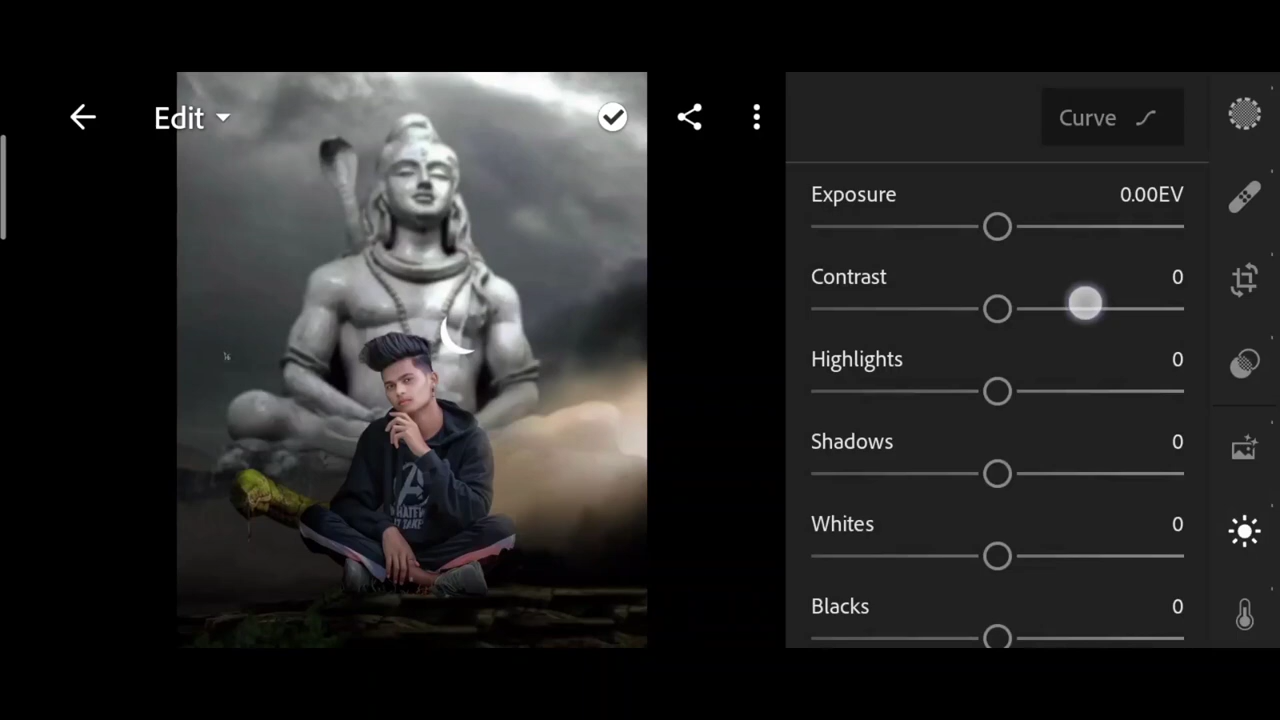 Edit
Curve
Exposure 0.00EV
Contrast 0
Highlights 0
Shadows 0
Whites 0
Blacks 0